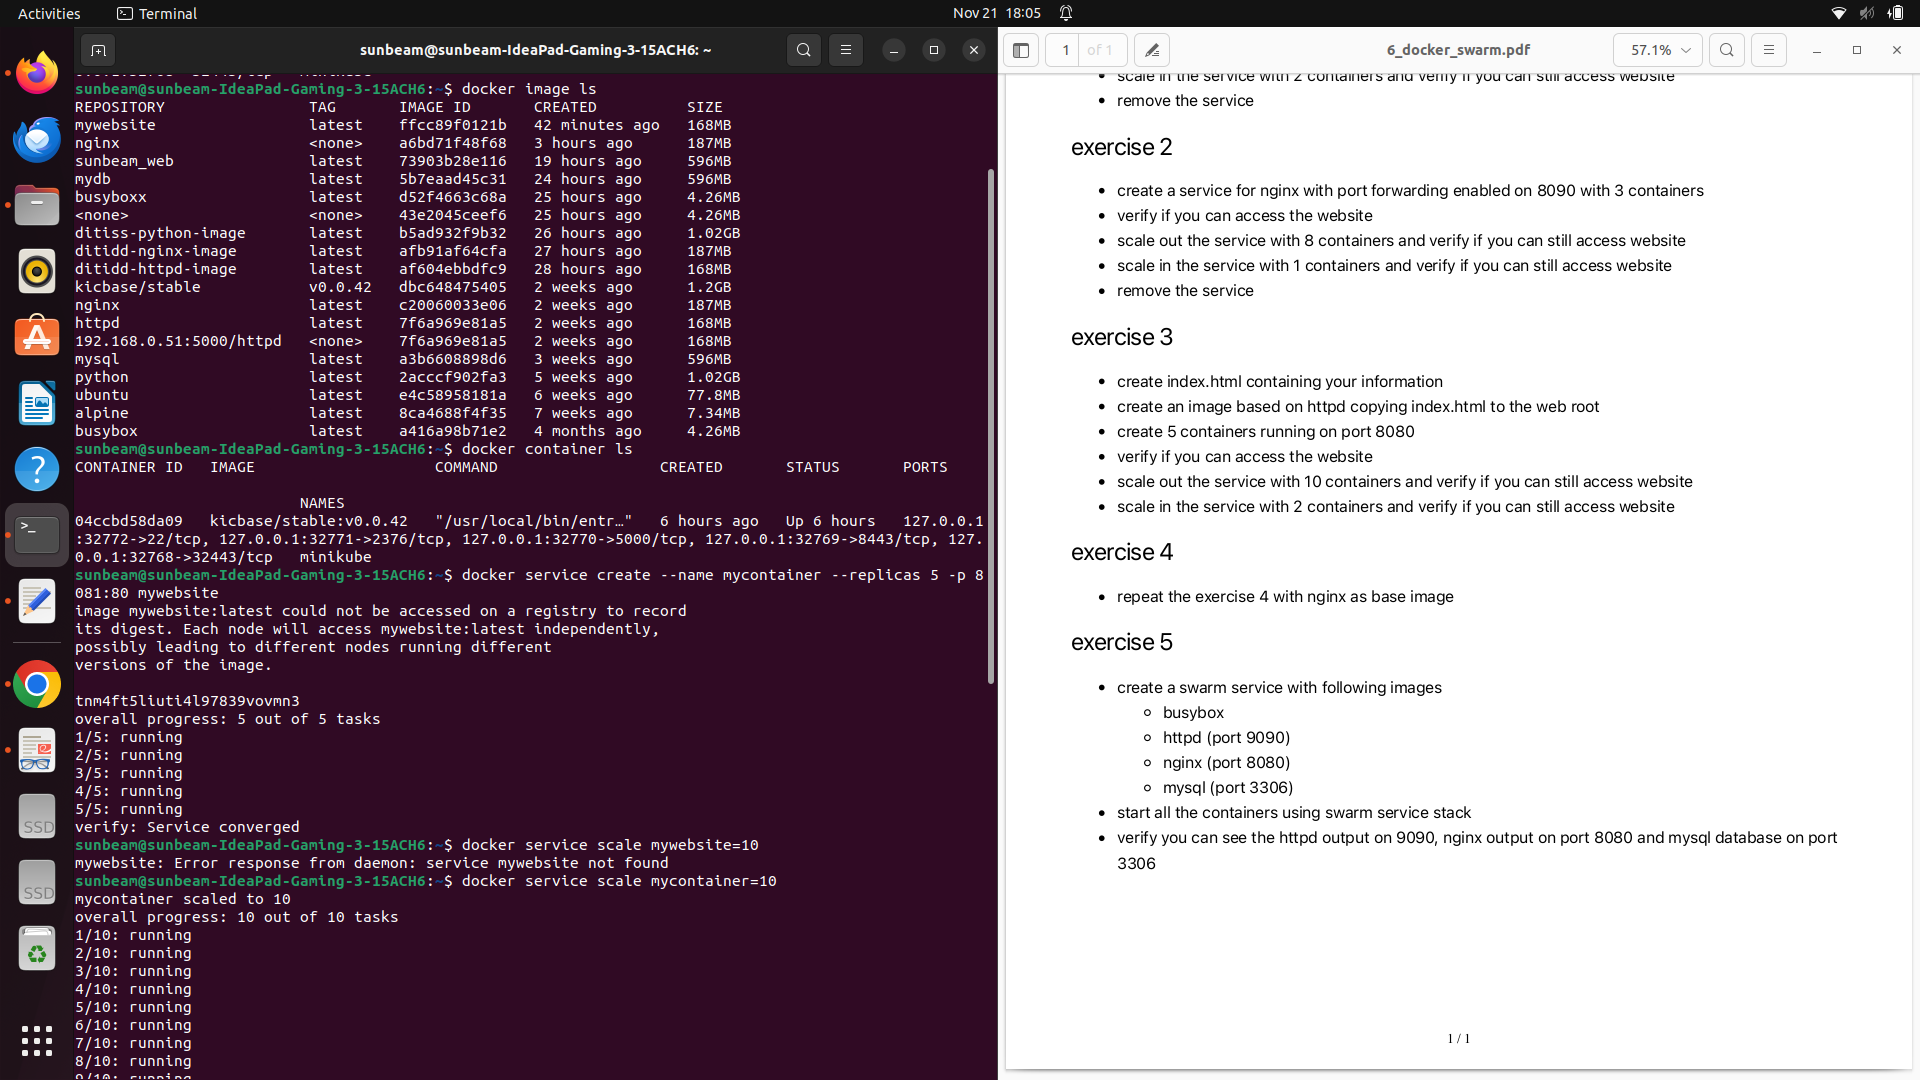 Activities
Terminal
Nov 21 18:05
sunbeam@sunbeam-IdeaPad-Gaming-3-15ACH6: ~
sunbeam@sunbeam-IdeaPad-Gaming-3-15ACH6:~$ docker image ls
REPOSITORY TAG IMAGE ID CREATED SIZE
mywebsite latest ffcc89f0121b 42 minutes ago 168MB
nginx <none> a6bd71f48f68 3 hours ago 187MB
sunbeam_web latest 73903b28e116 19 hours ago 596MB
mydb latest 5b7eaad45c31 24 hours ago 596MB
busyboxx latest d52f4663c68a 25 hours ago 4.26MB
<none> <none> 43e2045ceef6 25 hours ago 4.26MB
ditiss-python-image latest b5ad932f9b32 26 hours ago 1.02GB
ditidd-nginx-image latest afb91af64cfa 27 hours ago 187MB
ditidd-httpd-image latest af604ebbdfc9 28 hours ago 168MB
kicbase/stable v0.0.42 dbc648475405 2 weeks ago 1.2GB
nginx latest c20060033e06 2 weeks ago 187MB
httpd latest 7f6a969e81a5 2 weeks ago 168MB
192.168.0.51:5000/httpd <none> 7f6a969e81a5 2 weeks ago 168MB
mysql latest a3b6608898d6 3 weeks ago 596MB
python latest 2acccf902fa3 5 weeks ago 1.02GB
ubuntu latest e4c58958181a 6 weeks ago 77.8MB
alpine latest 8ca4688f4f35 7 weeks ago 7.34MB
busybox latest a416a98b71e2 4 months ago 4.26MB
sunbeam@sunbeam-IdeaPad-Gaming-3-15ACH6:~$ docker container ls
CONTAINER ID IMAGE COMMAND CREATED STATUS PORTS
NAMES
04ccbd58da09 kicbase/stable:v0.0.42 "/usr/local/bin/entr…" 6 hours ago Up 6 hours 127.0.0.1
:32772->22/tcp, 127.0.0.1:32771->2376/tcp, 127.0.0.1:32770->5000/tcp, 127.0.0.1:32769->8443/tcp, 127.
0.0.1:32768->32443/tcp minikube
sunbeam@sunbeam-IdeaPad-Gaming-3-15ACH6:~$ docker service create --name mycontainer --replicas 5 -p 8
081:80 mywebsite
image mywebsite:latest could not be accessed on a registry to record
its digest. Each node will access mywebsite:latest independently,
possibly leading to different nodes running different
versions of the image.
tnm4ft5liuti4l97839vovmn3
overall progress: 5 out of 5 tasks
1/5: running
2/5: running
3/5: running
4/5: running
5/5: running
verify: Service converged
sunbeam@sunbeam-IdeaPad-Gaming-3-15ACH6:~$ docker service scale mywebsite=10
mywebsite: Error response from daemon: service mywebsite not found
sunbeam@sunbeam-IdeaPad-Gaming-3-15ACH6:~$ docker service scale mycontainer=10
mycontainer scaled to 10
overall progress: 10 out of 10 tasks
1/10: running
2/10: running
3/10: running
4/10: running
5/10: running
6/10: running
7/10: running
8/10: running
9/10: running
SSD
SSD
1 of 1
6_docker_swarm.pdf
57.1%
• scale in the service with 2 containers and verify if you can still access website
• remove the service
exercise 2
• create a service for nginx with port forwarding enabled on 8090 with 3 containers
• verify if you can access the website
• scale out the service with 8 containers and verify if you can still access website
• scale in the service with 1 containers and verify if you can still access website
• remove the service
exercise 3
• create index.html containing your information
• create an image based on httpd copying index.html to the web root
• create 5 containers running on port 8080
• verify if you can access the website
• scale out the service with 10 containers and verify if you can still access website
• scale in the service with 2 containers and verify if you can still access website
exercise 4
• repeat the exercise 4 with nginx as base image
exercise 5
• create a swarm service with following images
◦ busybox
◦ httpd (port 9090)
◦ nginx (port 8080)
◦ mysql (port 3306)
• start all the containers using swarm service stack
• verify you can see the httpd output on 9090, nginx output on port 8080 and mysql database on port
3306
1 / 1